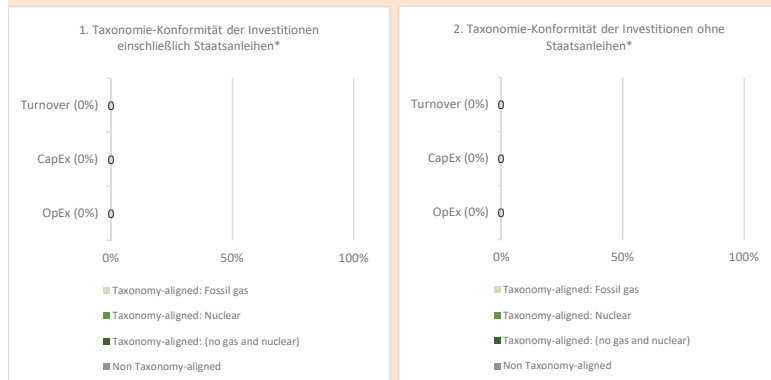 1. Taxonomie-Konformität der Investitionen
einschließlich Staatsanleihen*
Turnover (0%) 0
CapEx (0%) 0
OpEx (0%) 0
0% 50% 100%
Taxonomy-aligned: Fossil gas
Taxonomy-aligned: Nuclear
Taxonomy-aligned: (no gas and nuclear)
Non Taxonomy-aligned
2. Taxonomie-Konformität der Investitionen ohne
Staatsanleihen*
Turnover (0%) 0
CapEx (0%) 0
OpEx (0%) 0
0% 50% 100%
Taxonomy-aligned: Fossil gas
Taxonomy-aligned: Nuclear
Taxonomy-aligned: (no gas and nuclear)
Non Taxonomy-aligned